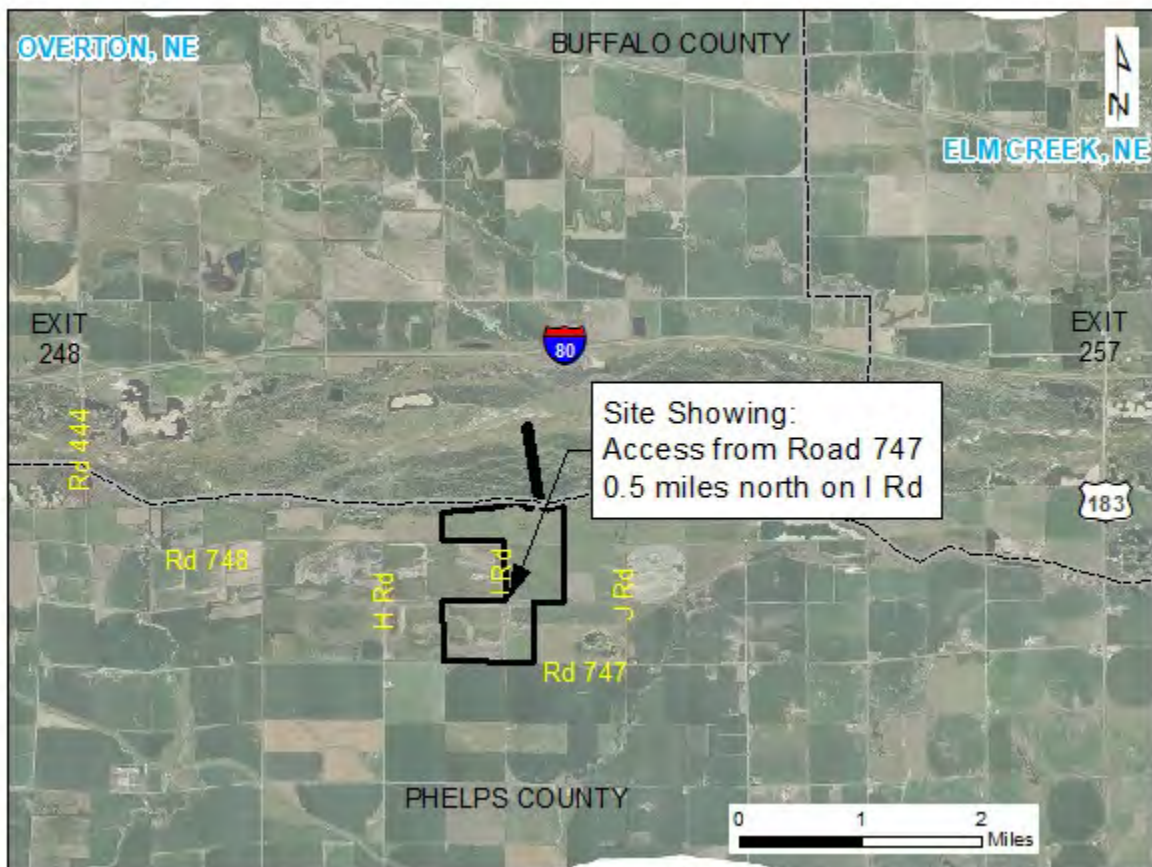 OVERTON, NE
BUFFALO COUNTY
N
ELM CREEK, NE
EXIT
248
80
EXIT
257
Site Showing:
Access from Road 747
0.5 miles north on I Rd
Rd 444
183
Rd 748
I Rd
H Rd
J Rd
Rd 747
PHELPS COUNTY
0 1 2
Miles